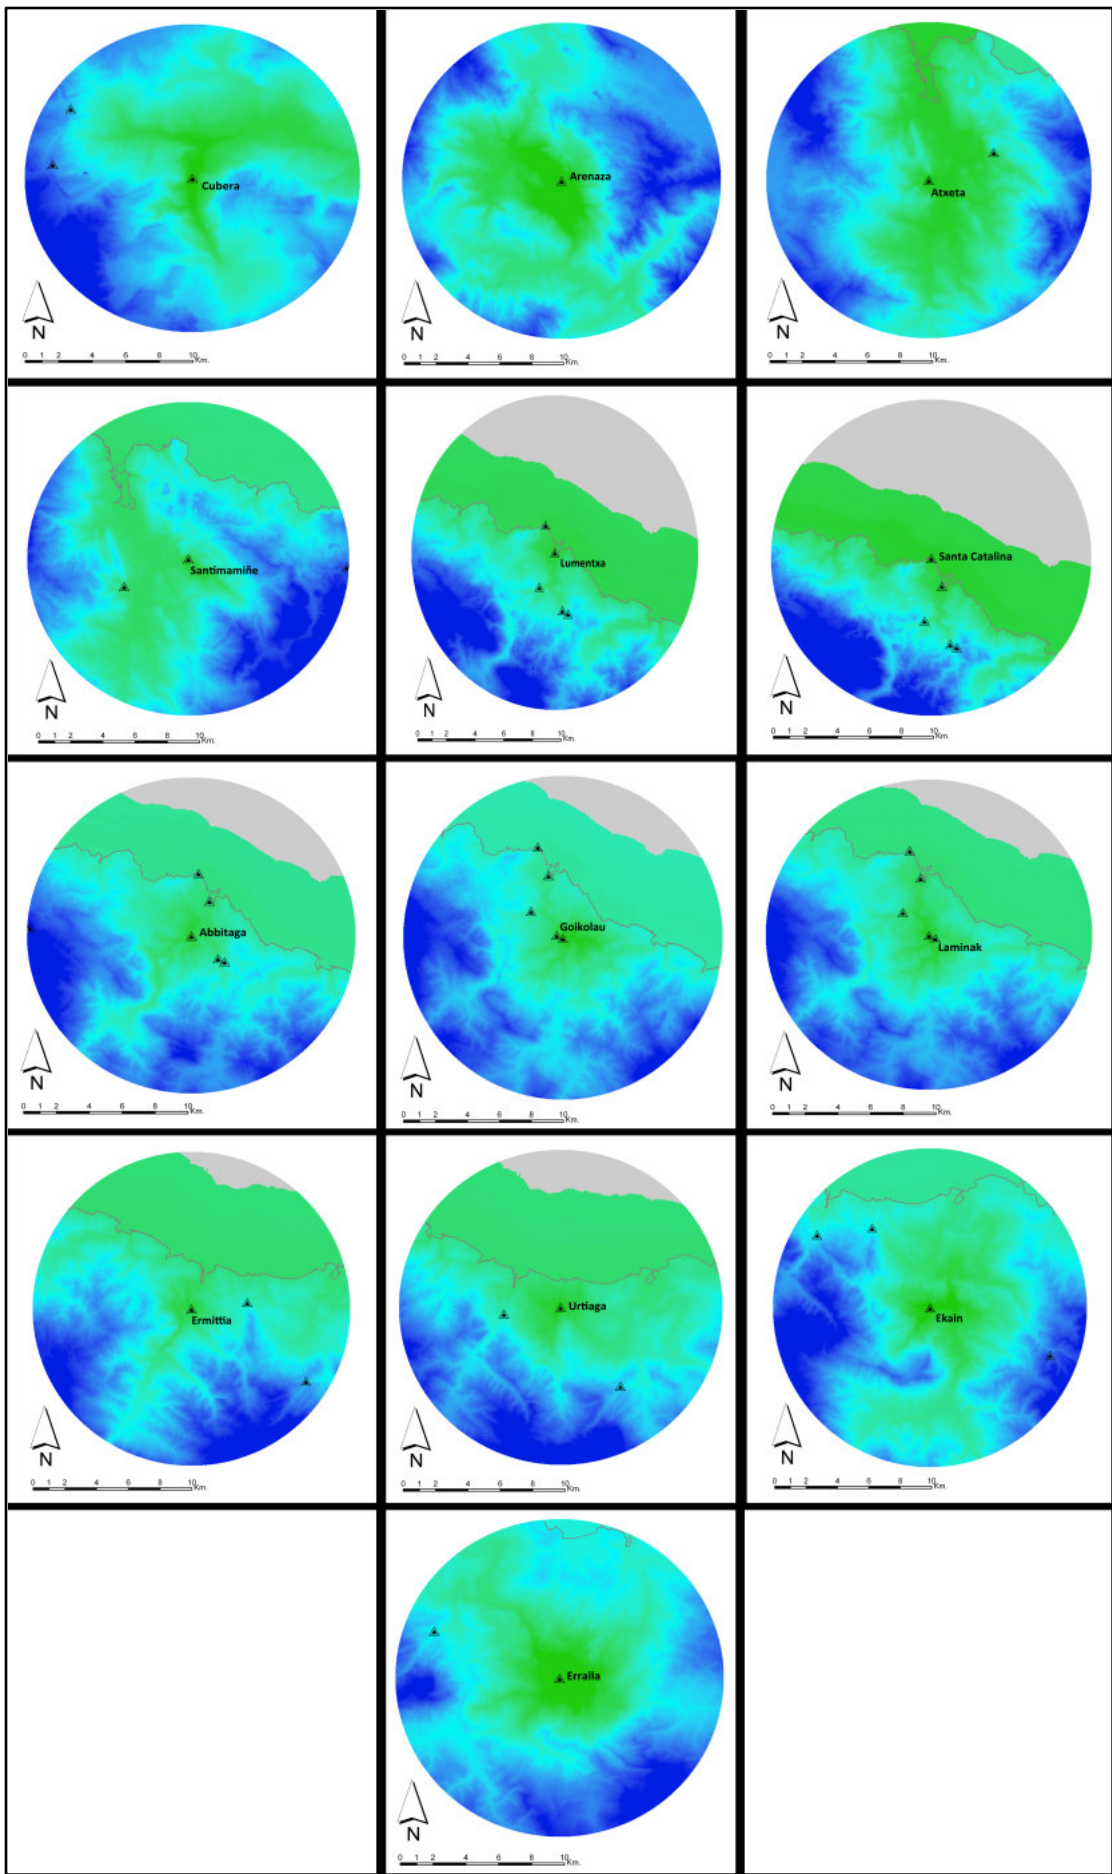 Cubera
N
0 1 2 4 6 8 10
Km.
Arenaza
N
0 1 2 4 6 8 10
Km.
Atxeta
N
0 1 2 4 6 8 10
Km.
Santimamiñe
N
0 1 2 4 6 8 10
Km.
Lumentxa
N
0 1 2 4 6 8 10
Km.
Santa Catalina
N
0 1 2 4 6 8 10
Km.
Abbitaga
N
0 1 2 4 6 8 10
Km.
Goikolau
N
0 1 2 4 6 8 10
Km.
Laminak
N
0 1 2 4 6 8 10
Km.
Ermittia
N
0 1 2 4 6 8 10
Km.
Urtiaga
N
0 1 2 4 6 8 10
Km.
Ekain
N
0 1 2 4 6 8 10
Km.
Erralla
N
0 1 2 4 6 8 10
Km.